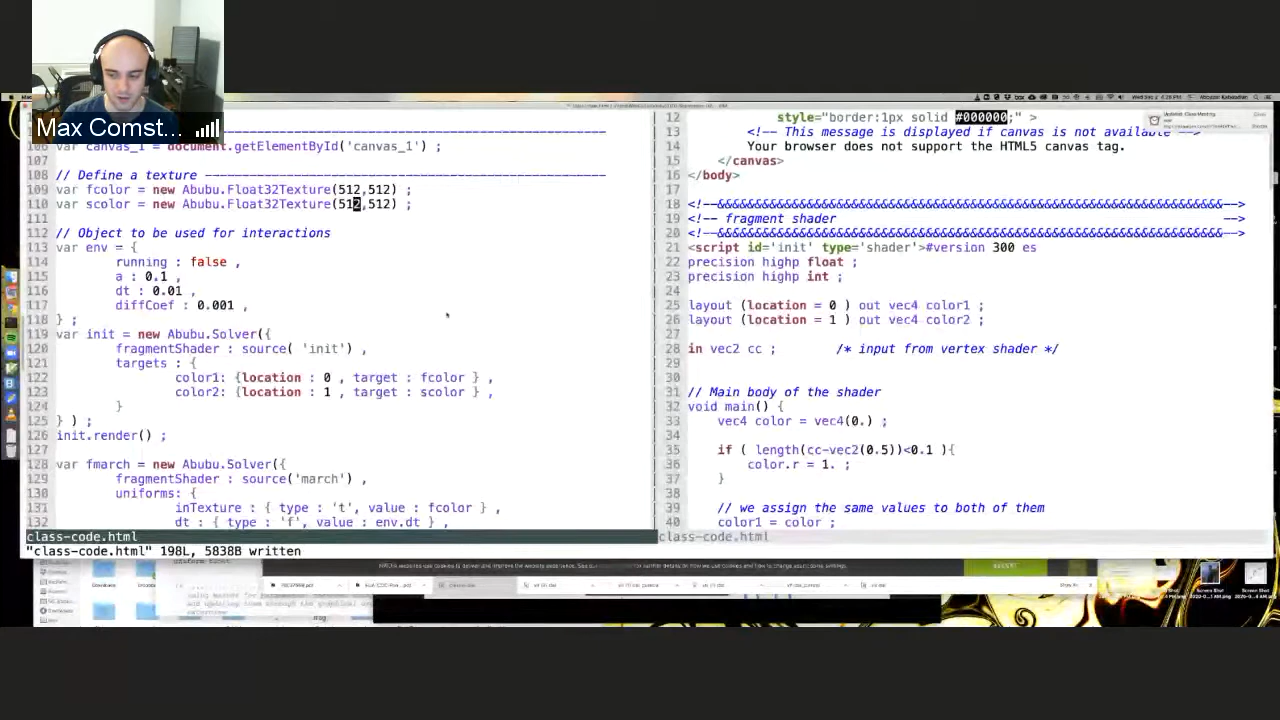 Max Comst...
106 var canvas_1 = document.getElementById('canvas_1') ;
107
108 // Define a texture ----------------------------------------------------
109 var fcolor = new Abubu.Float32Texture(512,512) ;
110 var scolor = new Abubu.Float32Texture(512,512) ;
111
112 // Object to be used for interactions
113 var env = {
114 running : false ,
115 a : 0.1 ,
116 dt : 0.01 ,
117 diffCoef : 0.001 ,
118 } ;
119 var init = new Abubu.Solver({
120 fragmentShader : source( 'init') ,
121 targets : {
122 color1: {location : 0 , target : fcolor } ,
123 color2: {location : 1 , target : scolor } ,
124 }
125 } ) ;
126 init.render() ;
127
128 var fmarch = new Abubu.Solver({
129 fragmentShader : source('march') ,
130 uniforms: {
131 inTexture : { type : 't', value : fcolor } ,
132 dt : { type : 'f', value : env.dt } ,
class-code.html
"class-code.html" 198L, 5838B written
12 style="border:1px solid #000000;" >
13 <!-- This message is displayed if canvas is not available -->
14 Your browser does not support the HTML5 canvas tag.
15 </canvas>
16 </body>
17
18 <!--&&&&&&&&&&&&&&&&&&&&&&&&&&&&&&&&&&&&&&&&&&&&&&&&&&&&&&&&&&&&&&&&&&&&-->
19 <!-- fragment shader -->
20 <!--&&&&&&&&&&&&&&&&&&&&&&&&&&&&&&&&&&&&&&&&&&&&&&&&&&&&&&&&&&&&&&&&&&&&-->
21 <script id='init' type='shader'>#version 300 es
22 precision highp float ;
23 precision highp int ;
24
25 layout (location = 0 ) out vec4 color1 ;
26 layout (location = 1 ) out vec4 color2 ;
27
28 in vec2 cc ; /* input from vertex shader */
29
30
31 // Main body of the shader
32 void main() {
33 vec4 color = vec4(0.) ;
34
35 if ( length(cc-vec2(0.5))<0.1 ){
36 color.r = 1. ;
37 }
38
39 // we assign the same values to both of them
40 color1 = color ;
class-code.html